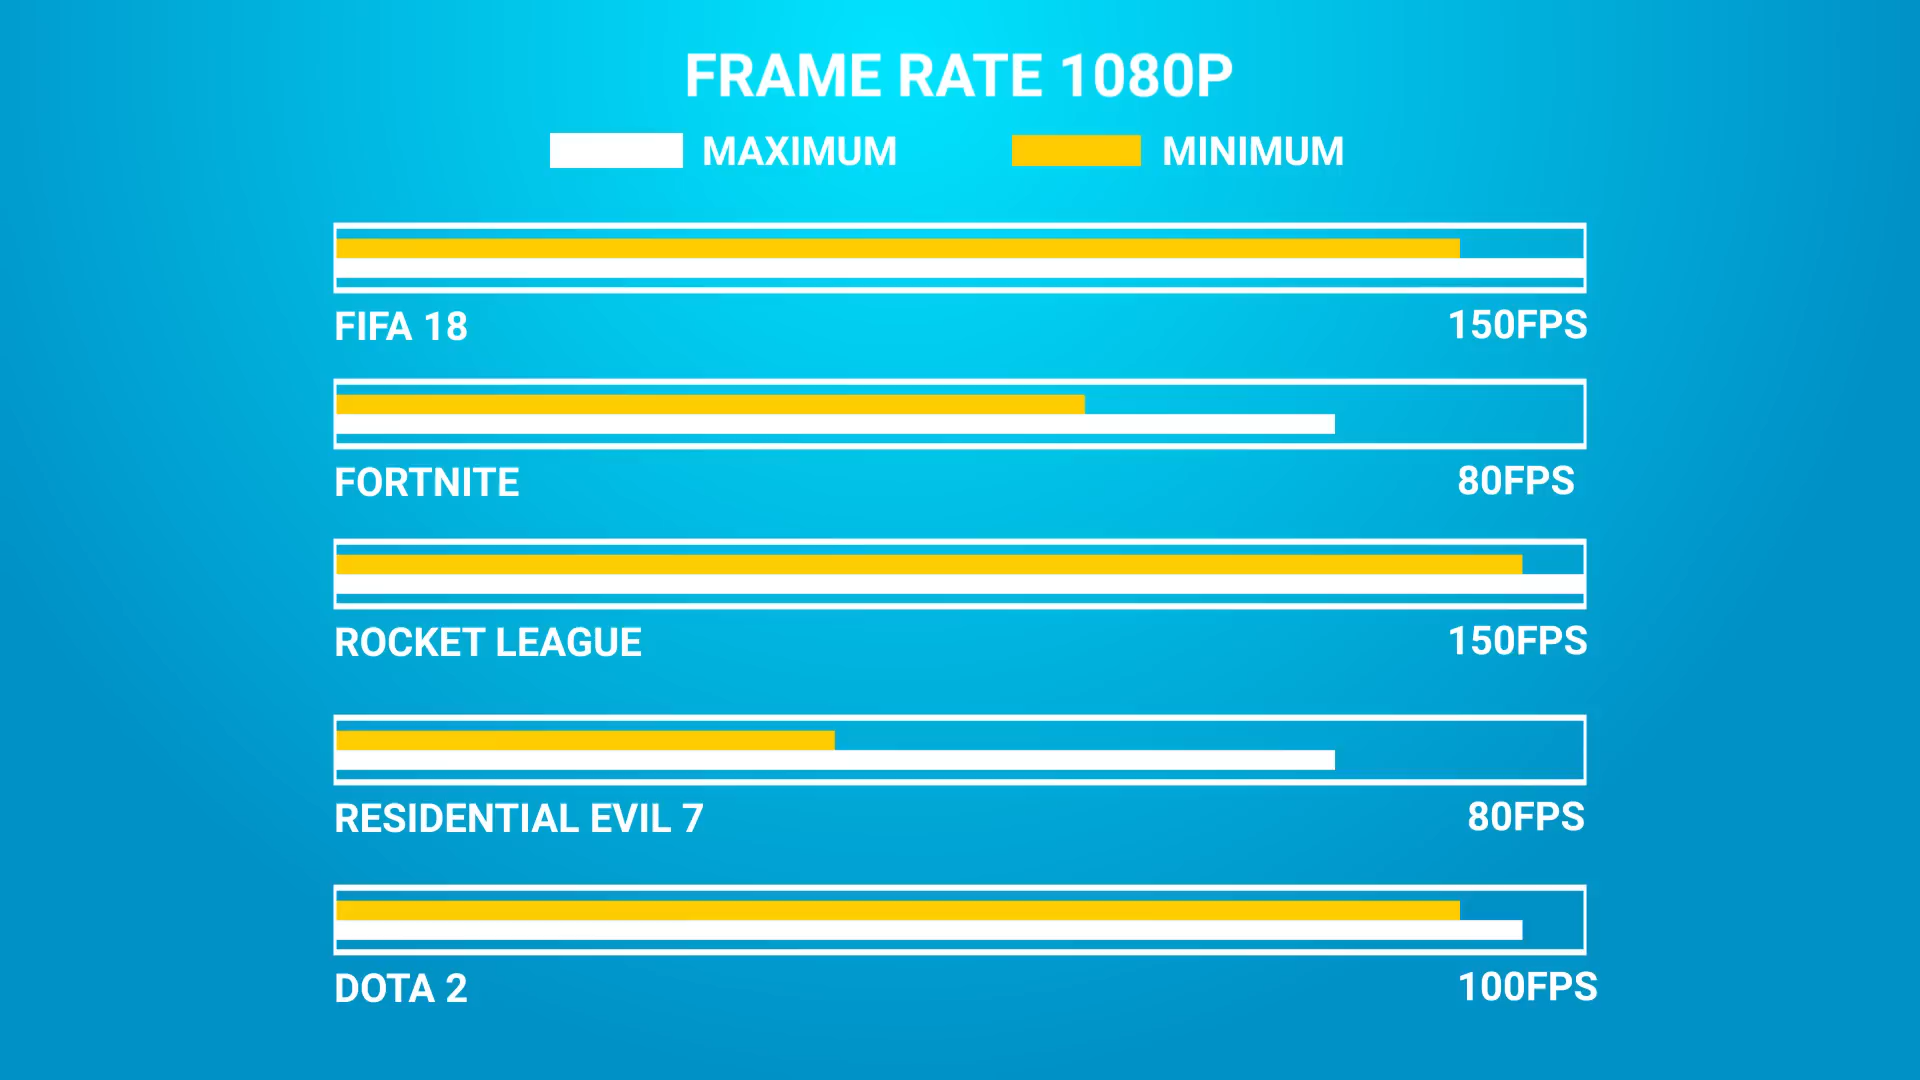 FRAME RATE 1080P
MAXIMUM MINIMUM
FIFA 18 150FPS
FORTNITE 80FPS
ROCKET LEAGUE 150FPS
RESIDENTIAL EVIL 7 80FPS
DOTA 2 100FPS